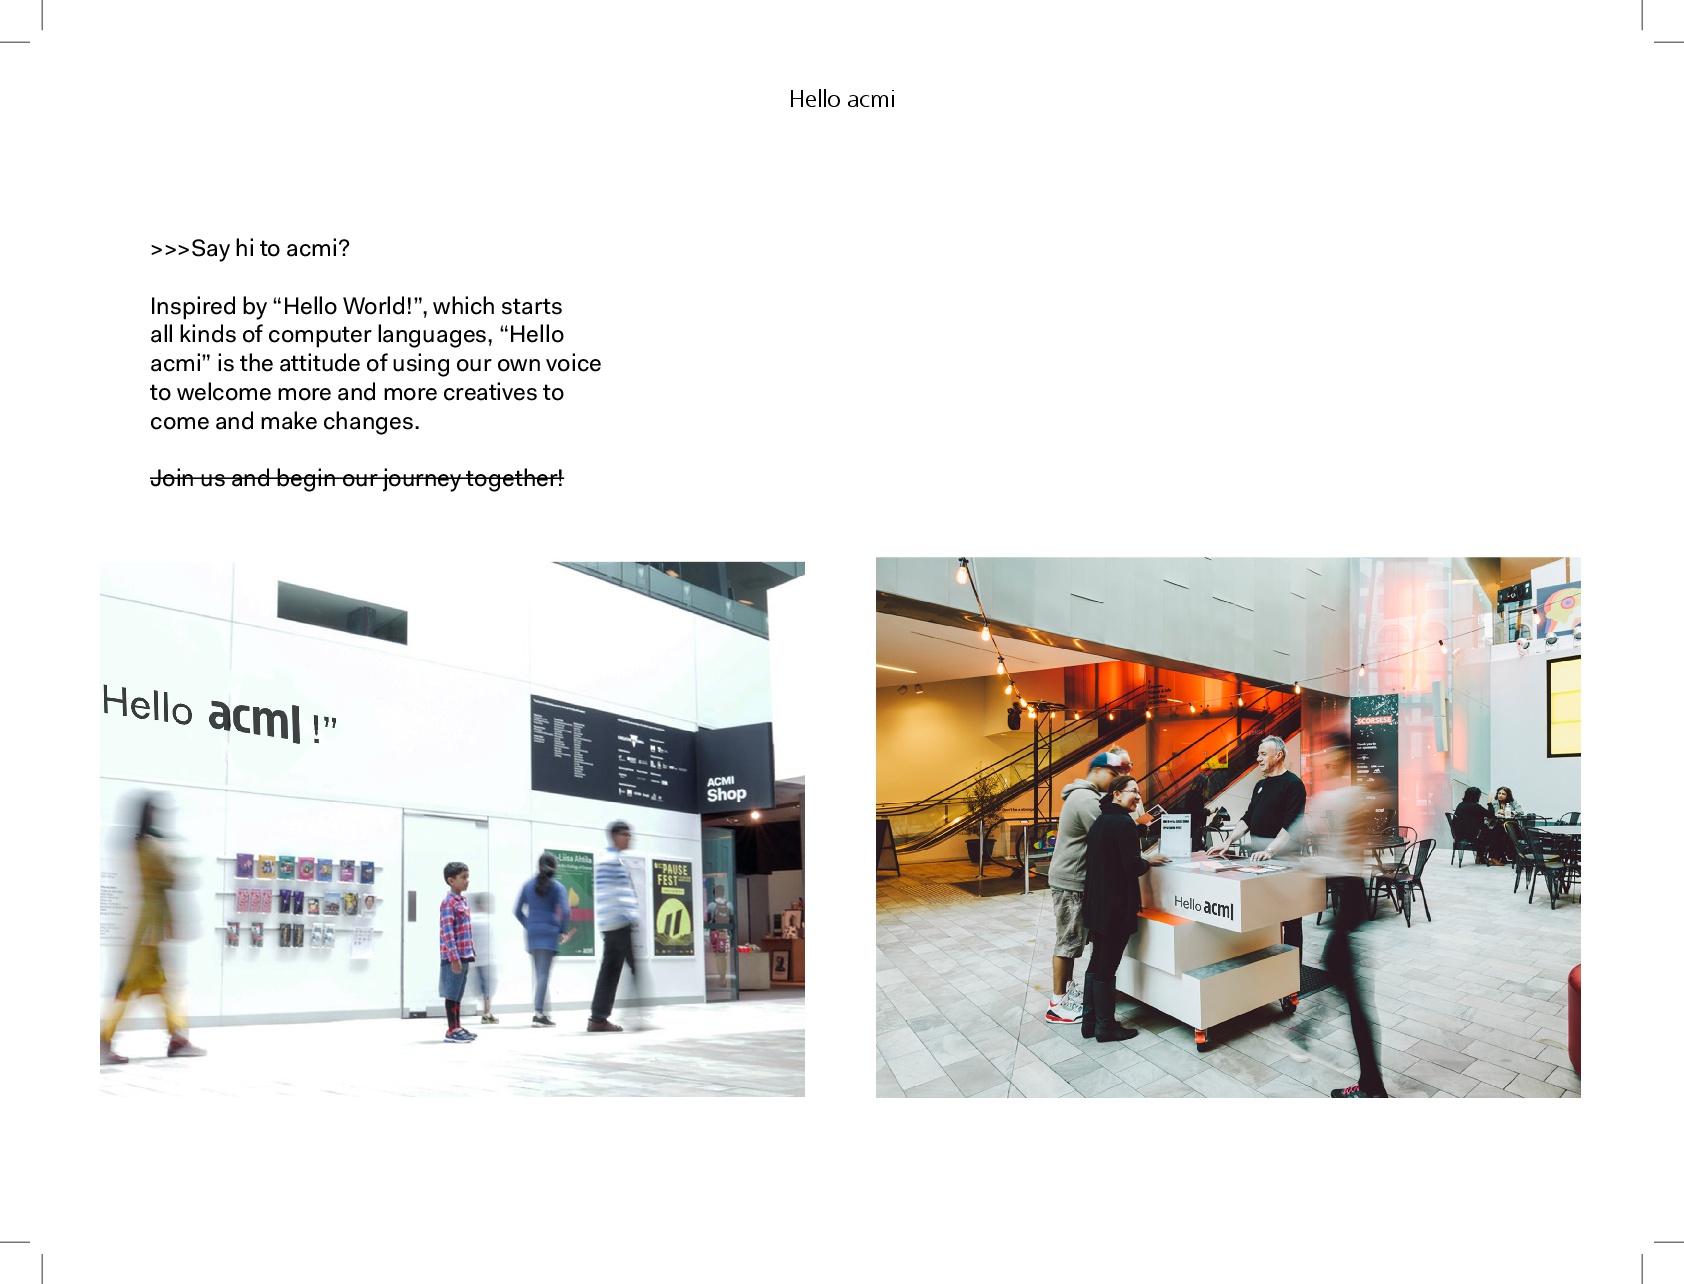 Hello acmi
>>>Say hi to acmi?
Inspired by “Hello World!”, which starts
all kinds of computer languages, “Hello
acmi” is the attitude of using our own voice
to welcome more and more creatives to
come and make changes.
Join us and begin our journey together!
Hello acmI !”
ACMI
Shop
-Liisa Ahtila
PAUSE
FEST
acmI
SCORSESE
Hello acmI